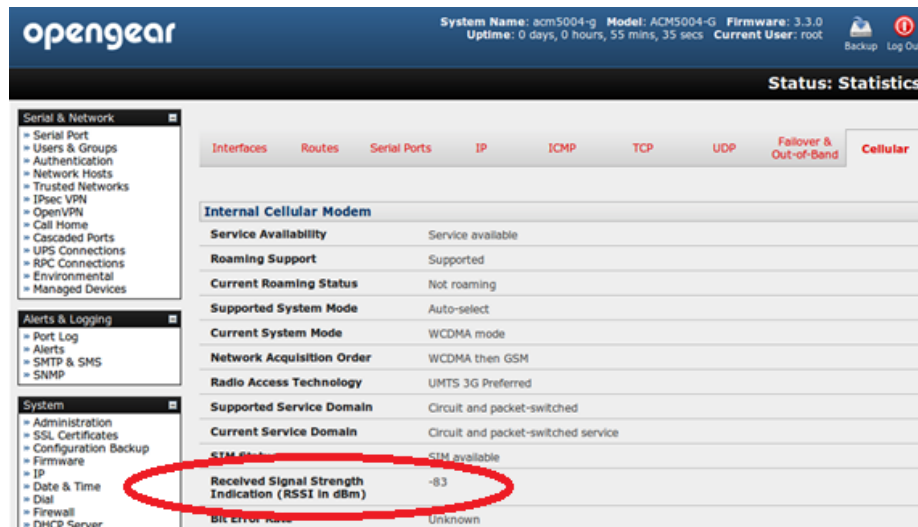 opengear
System Name: acm5004-g Model: ACM5004-G Firmware: 3.3.0
Uptime: 0 days, 0 hours, 55 mins, 35 secs Current User: root
Backup Log Ou
Status: Statistics
Serial & Network
Serial Port
Users & Groups
Authentication
Network Hosts
Trusted Networks
IPsec VPN
OpenVPN
Call Home
Cascaded Ports
UPS Connections
RPC Connections
Environmental
Managed Devices
Alerts & Logging
Port Log
Alerts
SMTP & SMS
SNMP
System
Administration
SSL Certificates
Configuration Backup
Firmware
IP
Date & Time
Dial
Firewall
DHCP Server
Interfaces Routes Serial Ports IP ICMP TCP UDP Failover & Out-of-Band Cellular
Internal Cellular Modem
Service Availability Service available
Roaming Support Supported
Current Roaming Status Not roaming
Supported System Mode Auto-select
Current System Mode WCDMA mode
Network Acquisition Order WCDMA then GSM
Radio Access Technology UMTS 3G Preferred
Supported Service Domain Circuit and packet-switched
Current Service Domain Circuit and packet-switched service
SIM Status SIM available
Received Signal Strength -83
Indication (RSSI in dBm)
Bit Error Rate Unknown